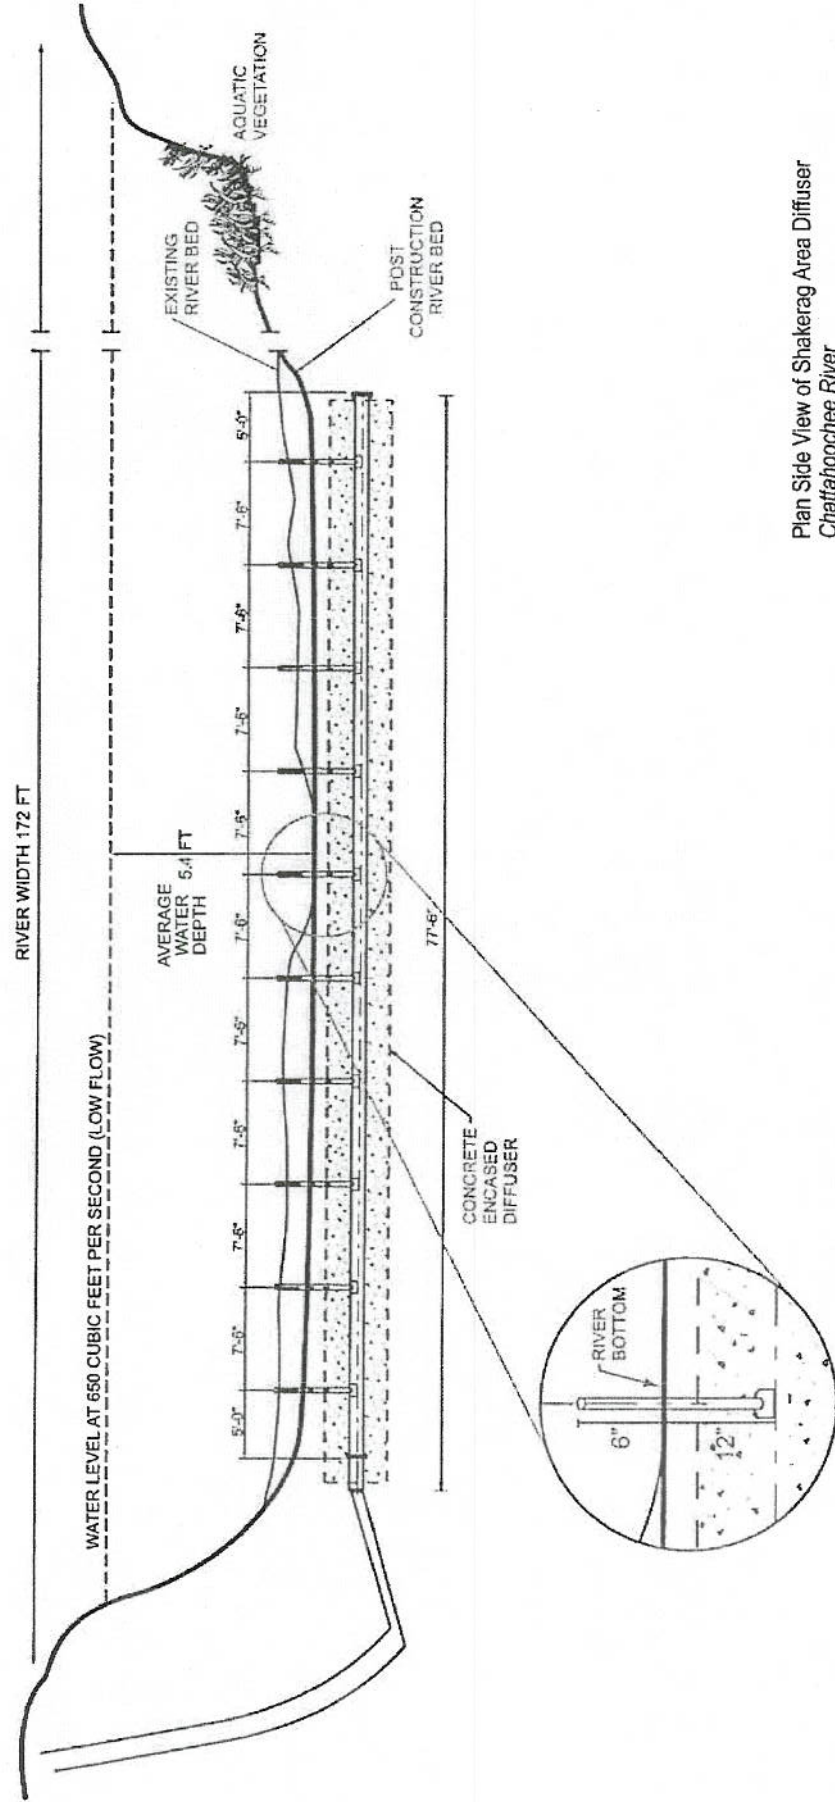 RIVER WIDTH 172 FT
WATER LEVEL AT 650 CUBIC FEET PER SECOND (LOW FLOW)
AVERAGE
WATER
DEPTH
5.4 FT
EXISTING
RIVER BED
AQUATIC
VEGETATION
POST
CONSTRUCTION
RIVER BED
5'-0"
7'-6"
7'-6"
7'-6"
7'-6"
7'-6"
7'-6"
7'-6"
7'-6"
7'-6"
5'-0"
77'-6"
CONCRETE
ENCASED
DIFFUSER
RIVER
BOTTOM
6"
12"
Plan Side View of Shakerag Area Diffuser
Chattahoochee River